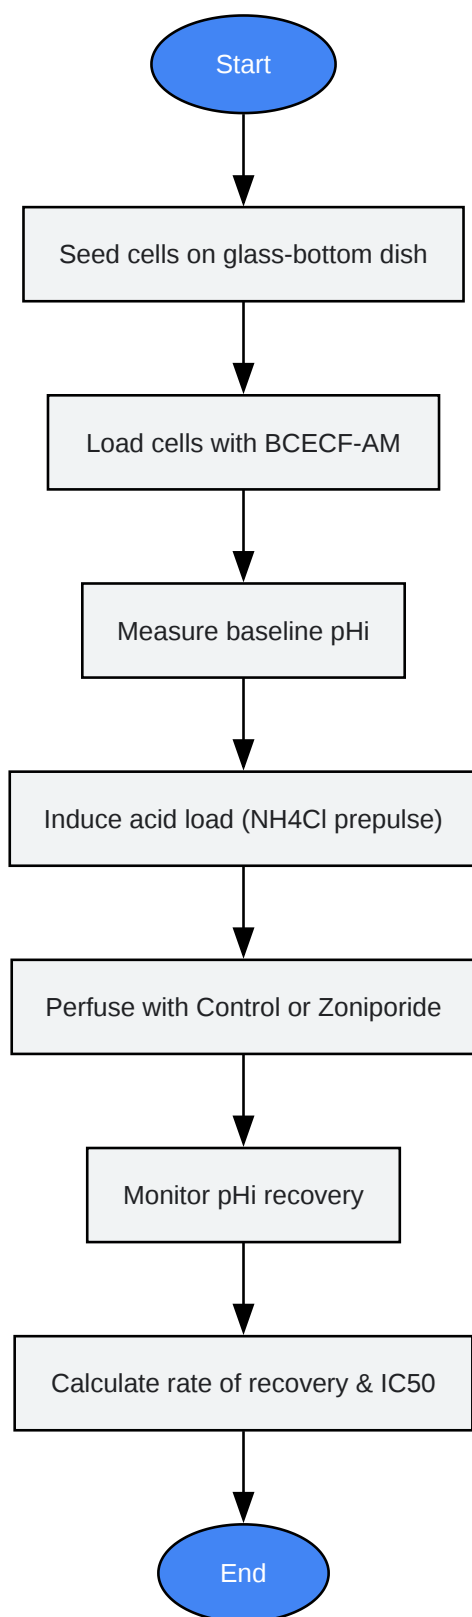 Start
Seed cells on glass-bottom dish
Load cells with BCECF-AM
Measure baseline pHi
Induce acid load (NH4Cl prepulse)
Perfuse with Control or Zoniporide
Monitor pHi recovery
Calculate rate of recovery & IC50
End